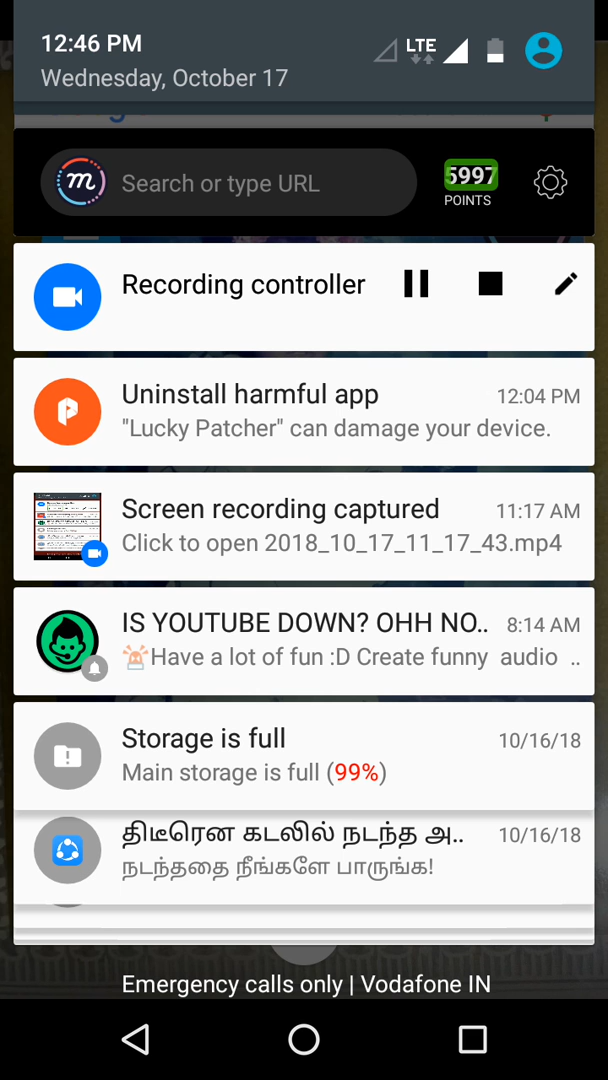 12:46 PM
LTE
Wednesday, October 17
m Search or type URL
5997
POINTS
Recording controller
Uninstall harmful app 12:04 PM
"Lucky Patcher" can damage your device.
Screen recording captured 11:17 AM
Click to open 2018_10_17_11_17_43.mp4
IS YOUTUBE DOWN? OHH NO.. 8:14 AM
🚨Have a lot of fun :D Create funny audio ..
Storage is full 10/16/18
Main storage is full (99%)
திடீரென கடலில் நடந்த அ.. 10/16/18
நடந்ததை நீங்களே பாருங்க!
Emergency calls only | Vodafone IN